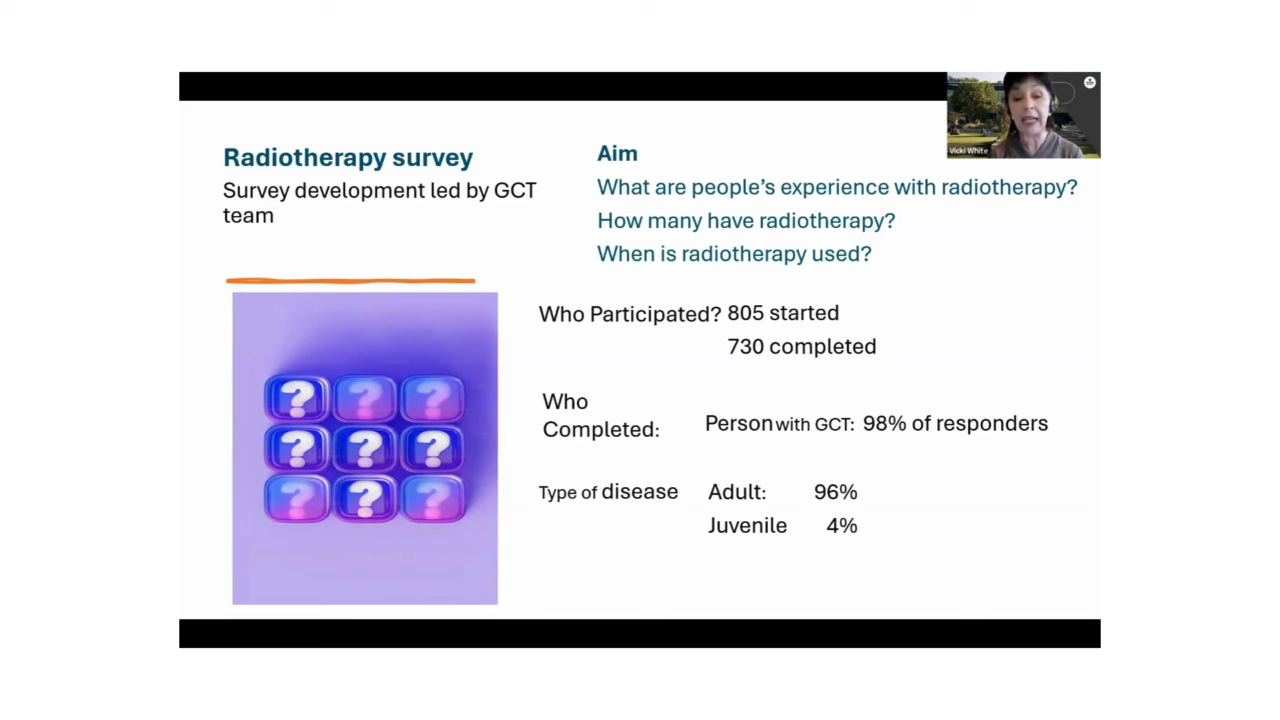 Radiotherapy survey
Survey development led by GCT
team
Aim
What are people’s experience with radiotherapy?
How many have radiotherapy?
When is radiotherapy used?
Vicki White
Who Participated? 805 started
730 completed
Who
Completed:
Person with GCT: 98% of responders
Type of disease
Adult: 96%
Juvenile 4%
? ? ?
? ? ?
? ? ?